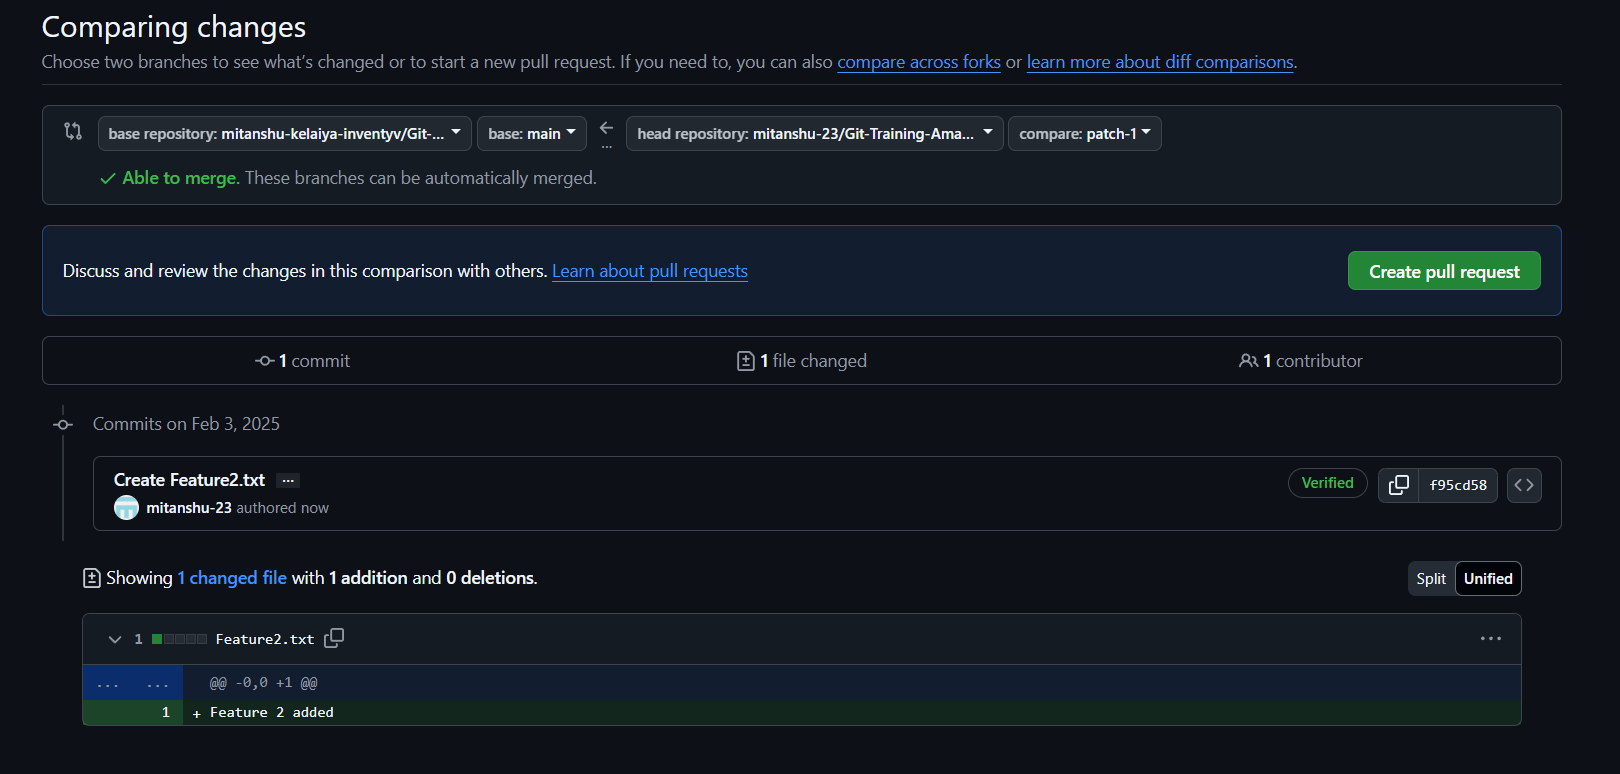 Comparing changes
Choose two branches to see what's changed or to start a new pull request. If you need to, you can also compare across forks or learn more about diff comparisons.
base repository: mitanshu-kelaiya-inventyv/Git-... base: main ... head repository: mitanshu-23/Git-Training-Ama... compare: patch-1
Able to merge. These branches can be automatically merged.
Discuss and review the changes in this comparison with others. Learn about pull requests Create pull request
1 commit 1 file changed 1 contributor
Commits on Feb 3, 2025
Create Feature2.txt ... Verified f95cd58
mitanshu-23 authored now
Showing 1 changed file with 1 addition and 0 deletions. Split Unified
1 Feature2.txt ...
... ... @@ -0,0 +1 @@
1 + Feature 2 added